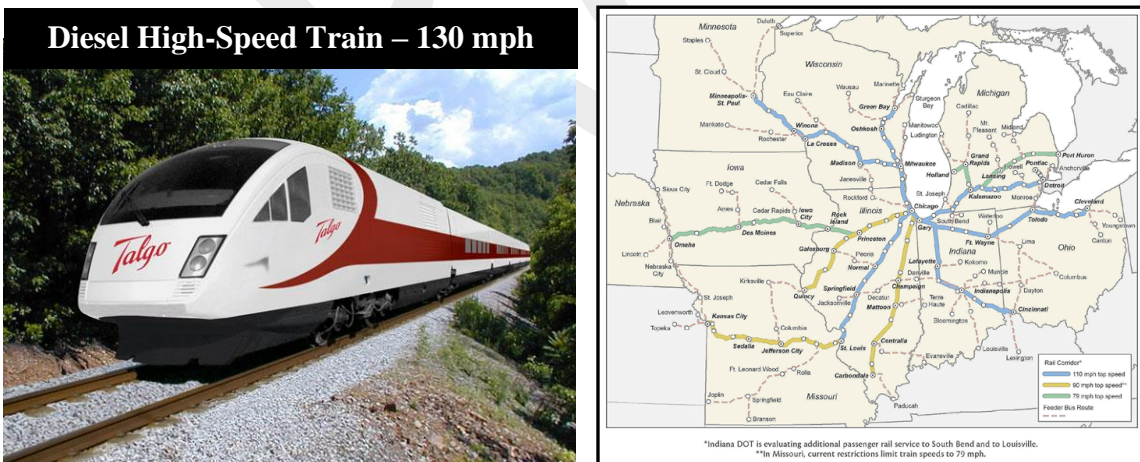 Diesel High-Speed Train – 130 mph
Talgo
Talgo
Minnesota
Duluth
Superior
Staples
St. Cloud
Wisconsin
Minneapolis-
St. Paul
Eau Claire
Wausau
Marinette
Green Bay
Sturgeon
Bay
Michigan
Cadillac
Mankato
Rochester
Winona
La Crosse
Oshkosh
Manitowoc
Ludington
Mt.
Pleasant
Midland
Madison
Milwaukee
Holland
Grand
Rapids
Lansing
Howell
Pontiac
Port Huron
Anchorville
Detroit
Janesville
Rockford
St. Joseph
Kalamazoo
Monroe
Iowa
Sioux City
Ft. Dodge
Cedar Falls
Ames
Cedar Rapids
Iowa
City
Rock
Island
Illinois
Chicago
Gary
South Bend
Waterloo
Toledo
Cleveland
Youngstown
Canton
Nebraska
Blair
Omaha
Des Moines
Princeton
Galesburg
Ft. Wayne
Lima
Ohio
Lincoln
Nebraska
City
Peoria
Normal
Lafayette
Indiana
Kokomo
Muncie
Columbus
Kirksville
Quincy
Springfield
Jacksonville
Decatur
Danville
Champaign
Mattoon
Indianapolis
Dayton
Terre
Haute
Bloomington
Cincinnati
St. Joseph
Leavenworth
Topeka
Kansas City
Columbia
Sedalia
Jefferson City
St. Louis
Centralia
Evansville
Louisville
Lexington
Ft. Leonard Wood
Rolla
Carbondale
Joplin
Springfield
Branson
Missouri
Paducah
Rail Corridor*
110 mph top speed
90 mph top speed**
79 mph top speed
Feeder Bus Route
*Indiana DOT is evaluating additional passenger rail service to South Bend and to Louisville.
**In Missouri, current restrictions limit train speeds to 79 mph.